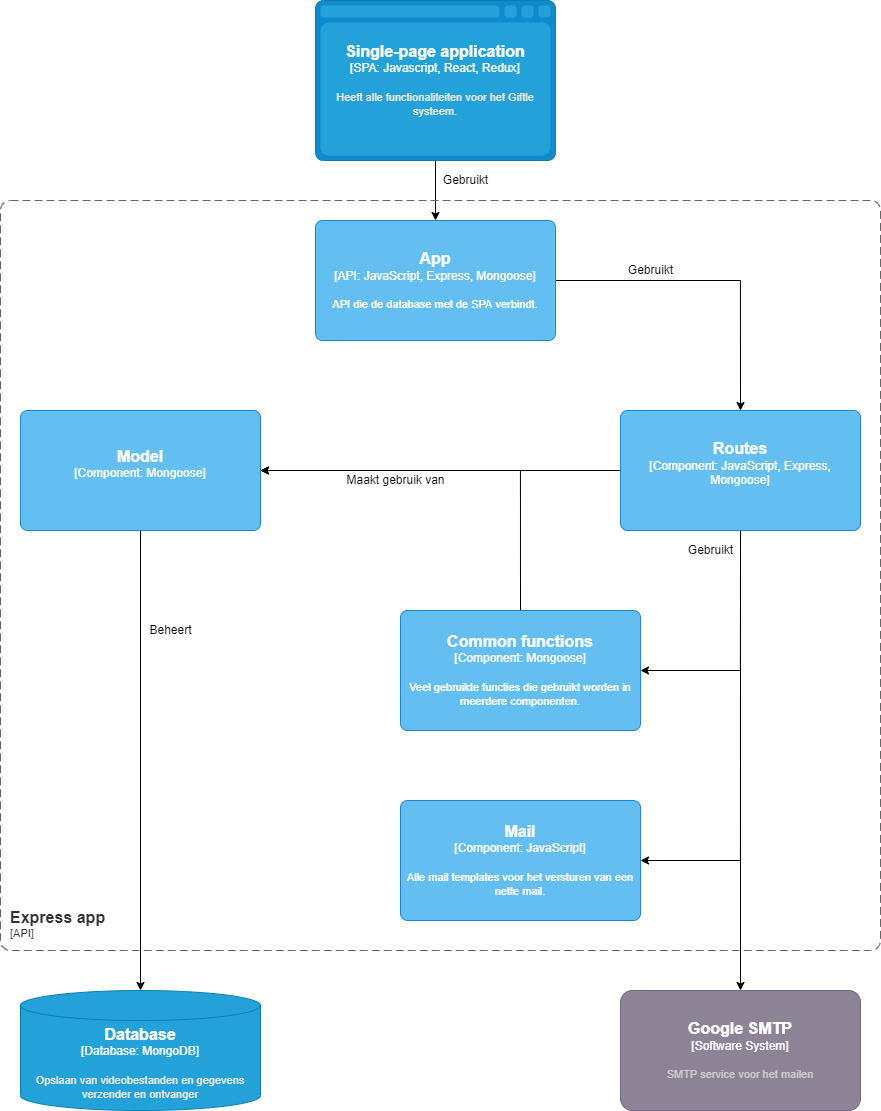 Single-page application
[SPA: Javascript, React, Redux]
Heeft alle functionaliteiten voor het Giftle
systeem.
Gebruikt
App
[API: JavaScript, Express, Mongoose]
API die de database met de SPA verbindt.
Gebruikt
Model
[Component: Mongoose]
Routes
[Component: JavaScript, Express,
Mongoose]
Maakt gebruik van
Gebruikt
Beheert
Common functions
[Component: Mongoose]
Veel gebruikte functies die gebruikt worden in
meerdere componenten.
Mail
[Component: JavaScript]
Alle mail templates voor het versturen van een
nette mail.
Express app
[API]
Database
[Database: MongoDB]
Opslaan van videobestanden en gegevens
verzender en ontvanger
Google SMTP
[Software System]
SMTP service voor het mailen